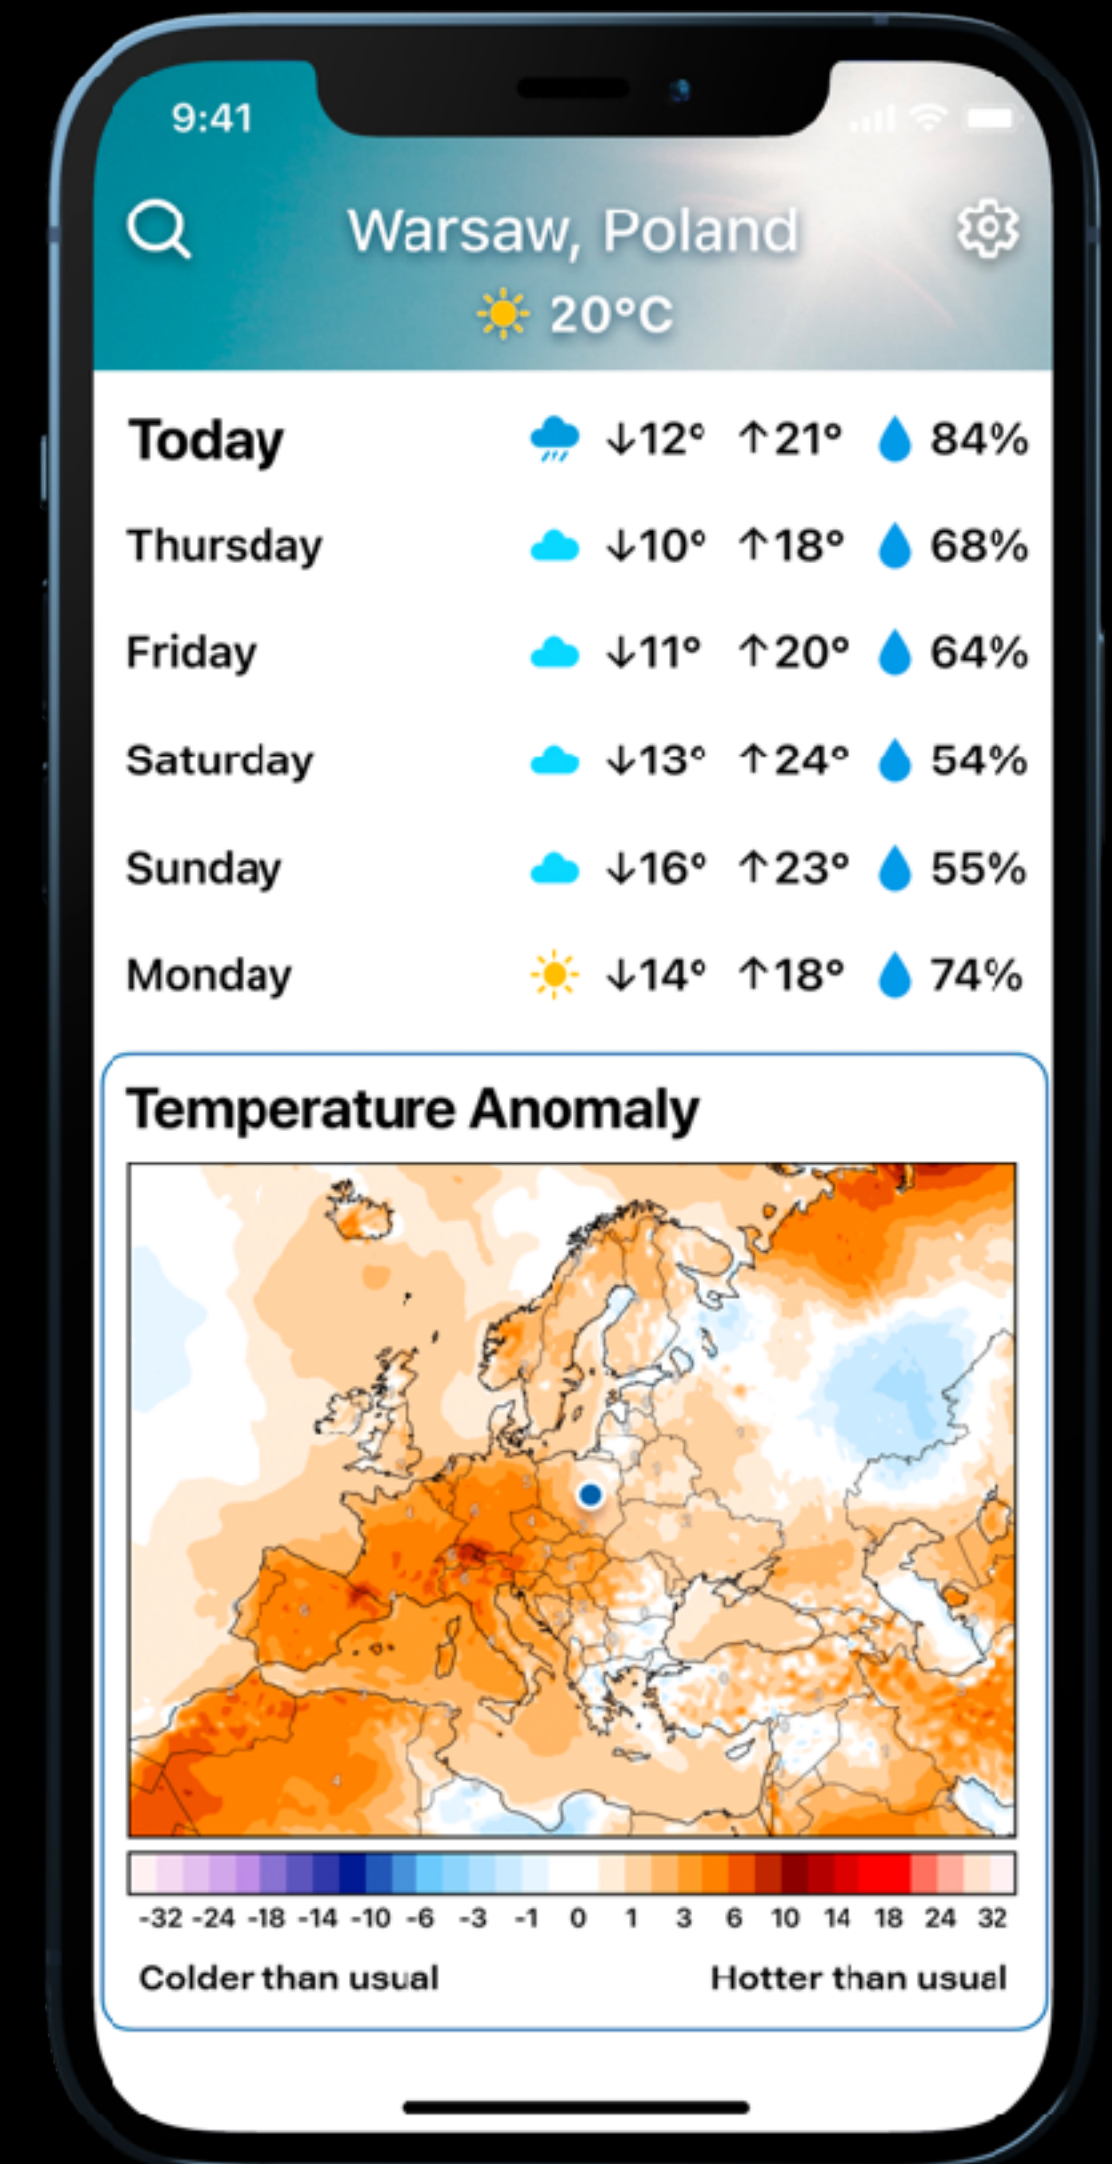 9:41
Warsaw, Poland
20°C
Today ↓12° ↑21° 84%
Thursday ↓10° ↑18° 68%
Friday ↓11° ↑20° 64%
Saturday ↓13° ↑24° 54%
Sunday ↓16° ↑23° 55%
Monday ↓14° ↑18° 74%
Temperature Anomaly
-32 -24 -18 -14 -10 -6 -3 -1 0 1 3 6 10 14 18 24 32
Colder than usual Hotter than usual